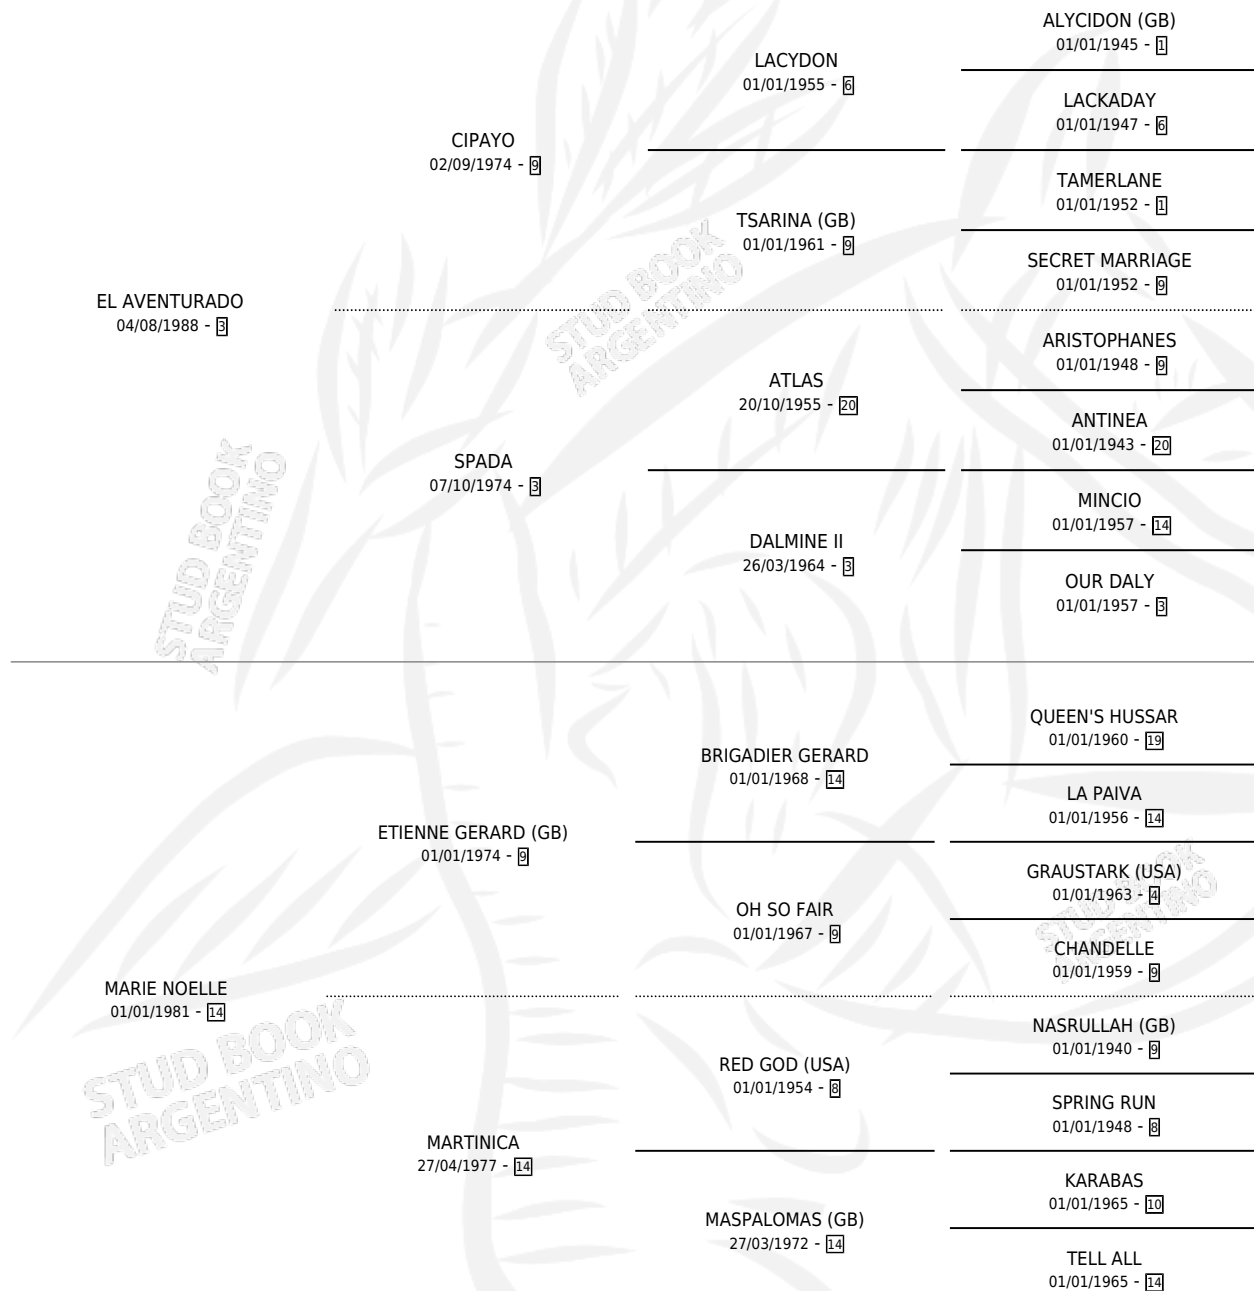 ALYCIDON (GB)
01/01/1945 - 1
LACYDON
01/01/1955 - 6
LACKADAY
01/01/1947 - 6
CIPAYO
02/09/1974 - 9
TAMERLANE
01/01/1952 - 1
TSARINA (GB)
01/01/1961 - 9
SECRET MARRIAGE
01/01/1952 - 9
EL AVENTURADO
04/08/1988 - 3
STUD BOOK
ARGENTINO
ARISTOPHANES
01/01/1948 - 9
ATLAS
20/10/1955 - 20
ANTINEA
01/01/1943 - 20
SPADA
07/10/1974 - 3
MINCIO
01/01/1957 - 14
DALMINE II
26/03/1964 - 3
OUR DALY
01/01/1957 - 3
STUD BOOK
ARGENTINO
QUEEN'S HUSSAR
01/01/1960 - 19
BRIGADIER GERARD
01/01/1968 - 14
LA PAIVA
01/01/1956 - 14
ETIENNE GERARD (GB)
01/01/1974 - 9
GRAUSTARK (USA)
01/01/1963 - 4
OH SO FAIR
01/01/1967 - 9
CHANDELLE
01/01/1959 - 9
STUD BOOK
ARGENTINO
MARIE NOELLE
01/01/1981 - 14
STUD BOOK
ARGENTINO
NASRULLAH (GB)
01/01/1940 - 9
RED GOD (USA)
01/01/1954 - 8
SPRING RUN
01/01/1948 - 8
MARTINICA
27/04/1977 - 14
KARABAS
01/01/1965 - 10
MASPALOMAS (GB)
27/03/1972 - 14
TELL ALL
01/01/1965 - 14